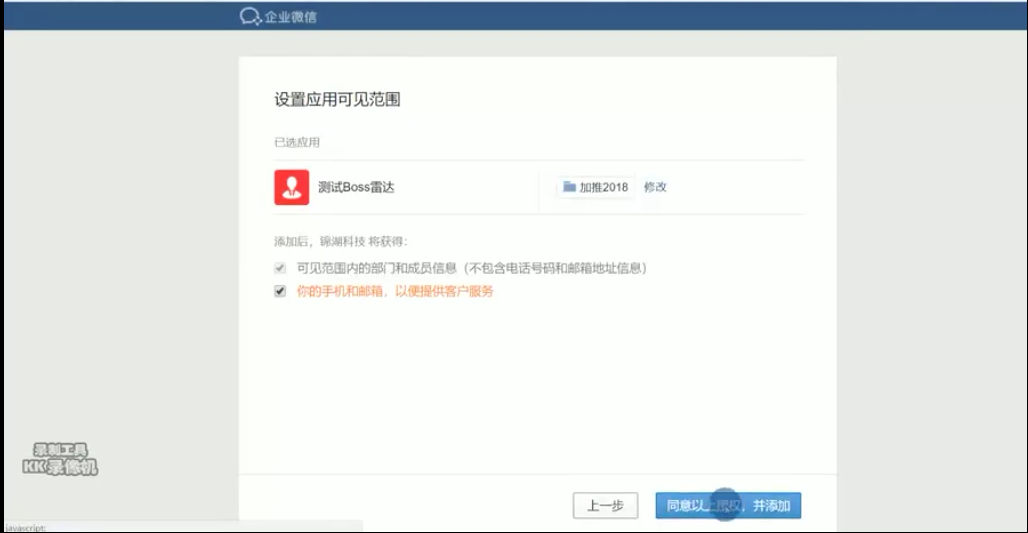 企业微信
设置应用可见范围
已选应用
测试Boss雷达
加推2018 修改
添加后，锦湖科技 将获得：
可见范围内的部门和成员信息（不包含电话号码和邮箱地址信息）
你的手机和邮箱，以便提供客户服务
录制工具
KK录像机
上一步 同意以上授权，并添加
javascript: